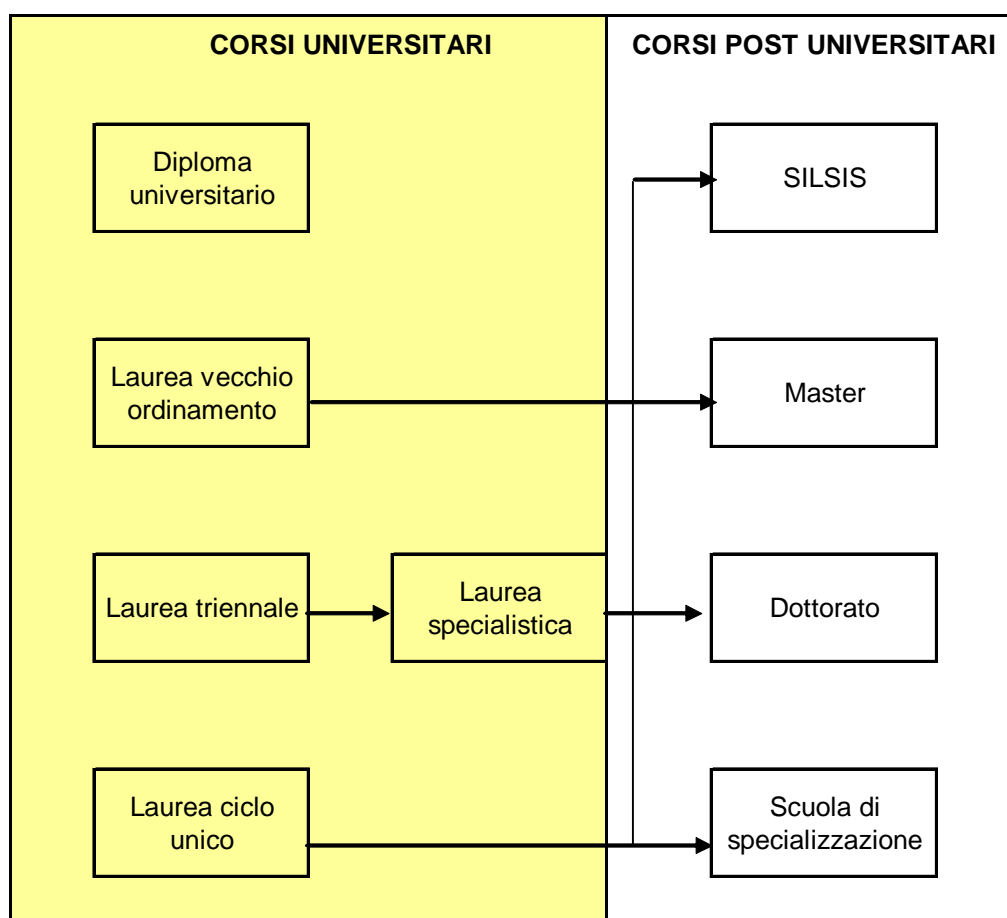 CORSI UNIVERSITARI
CORSI POST UNIVERSITARI
Diploma
universitario
SILSIS
Laurea vecchio
ordinamento
Master
Laurea triennale
Laurea
specialistica
Dottorato
Laurea ciclo
unico
Scuola di
specializzazione